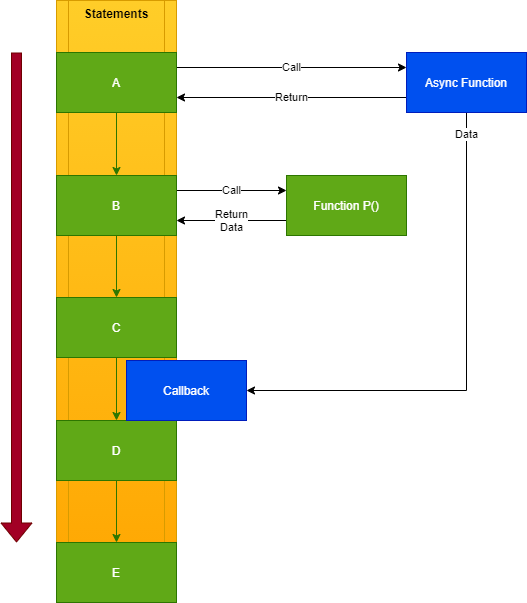 Statements
A
Call
Async Function
Return
Data
B
Call
Function P()
Return
Data
C
Callback
D
E